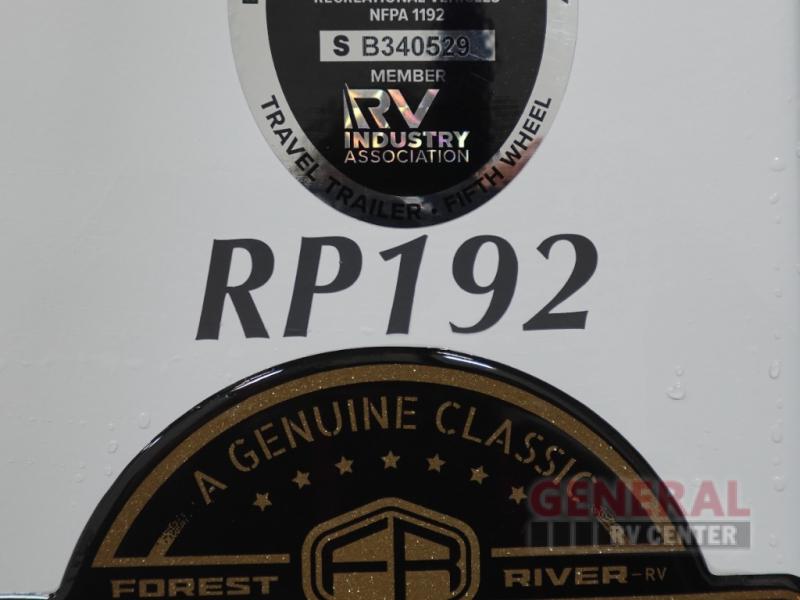 RECREATIONAL VEHICLES
NFPA 1192
S B340529
MEMBER
RV
INDUSTRY
ASSOCIATION
TRAVEL TRAILER · FIFTH WHEEL
RP192
A GENUINE CLASSIC
FR
FOREST RIVER-RV
GENERAL
RV CENTER